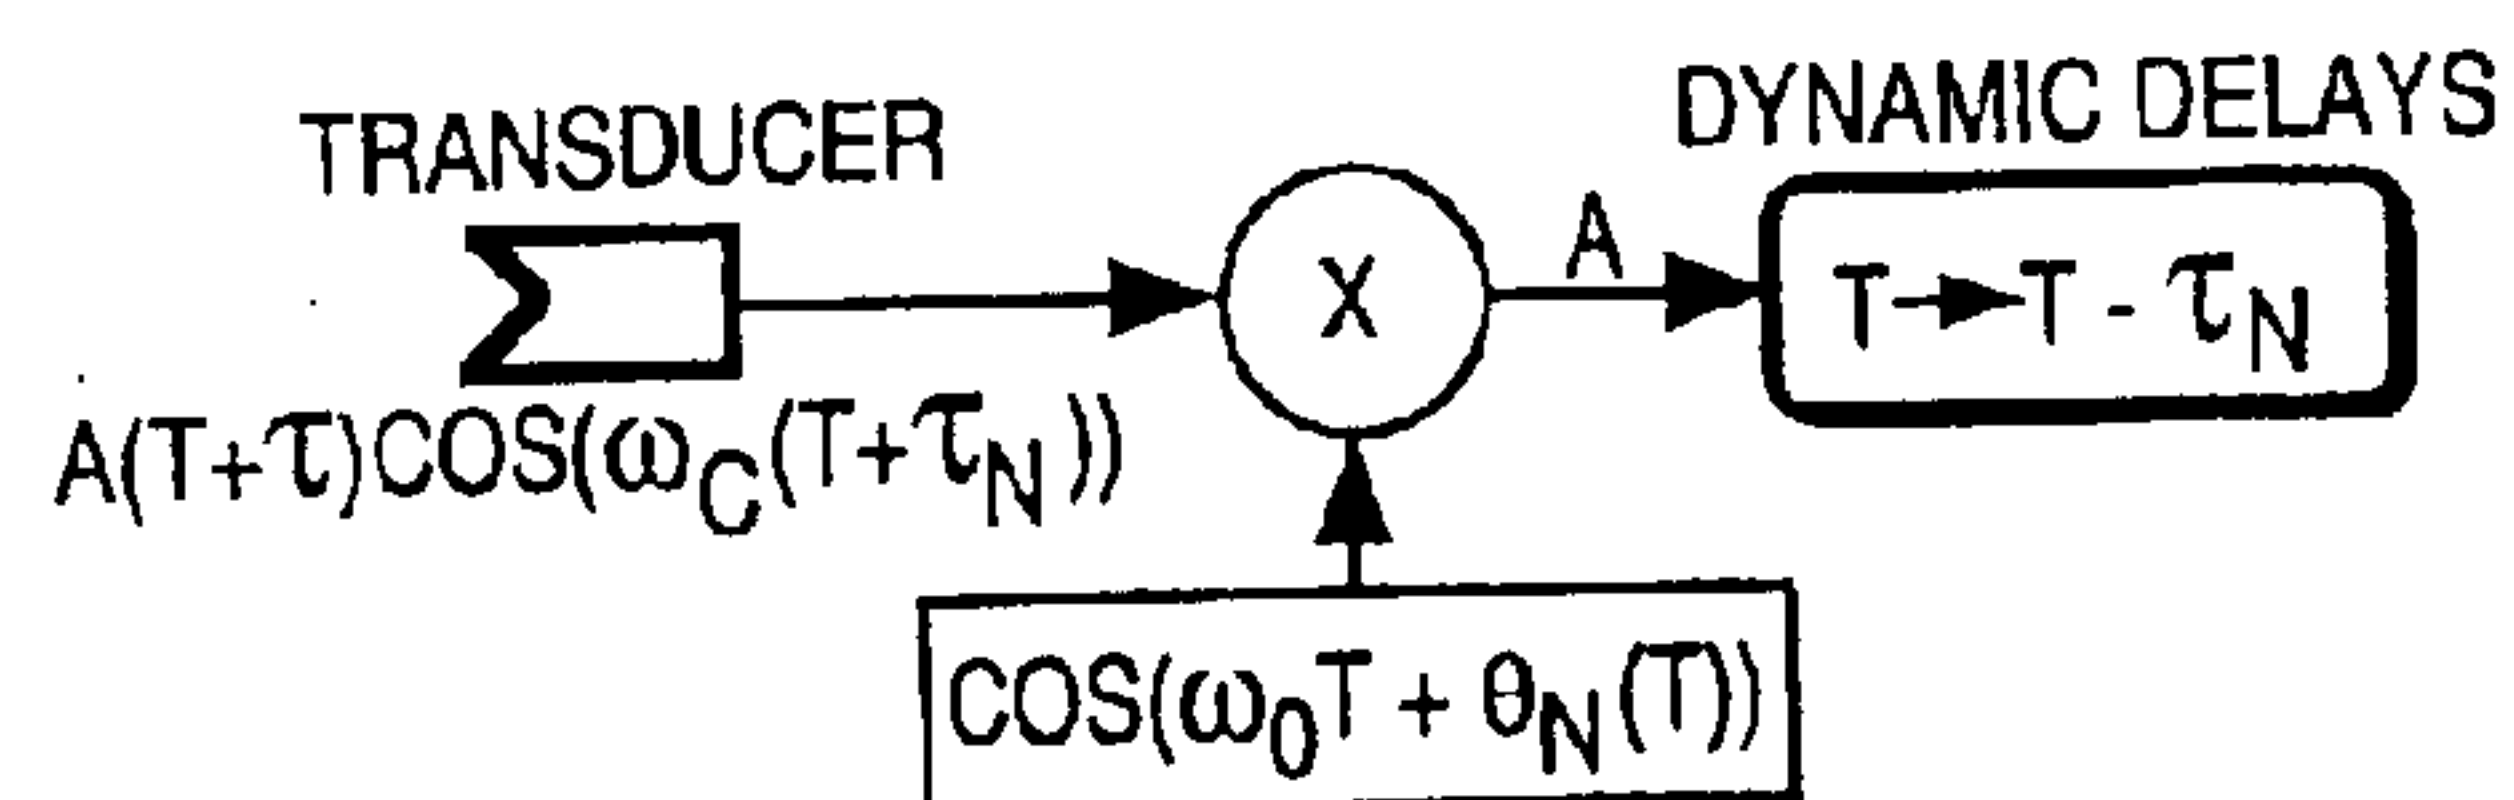 DYNAMIC DELAYS
TRANSDUCER
A
X
T→T - τN
A(T+τ)COS(ωC(T+τN))
COS(ω0T + θN(T))